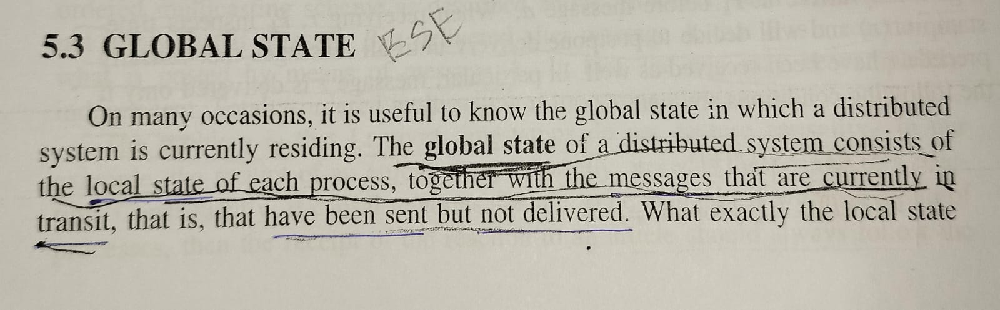 5.3 GLOBAL STATE ESE
On many occasions, it is useful to know the global state in which a distributed
system is currently residing. The global state of a distributed system consists of
the local state of each process, together with the messages that are currently in
transit, that is, that have been sent but not delivered. What exactly the local state